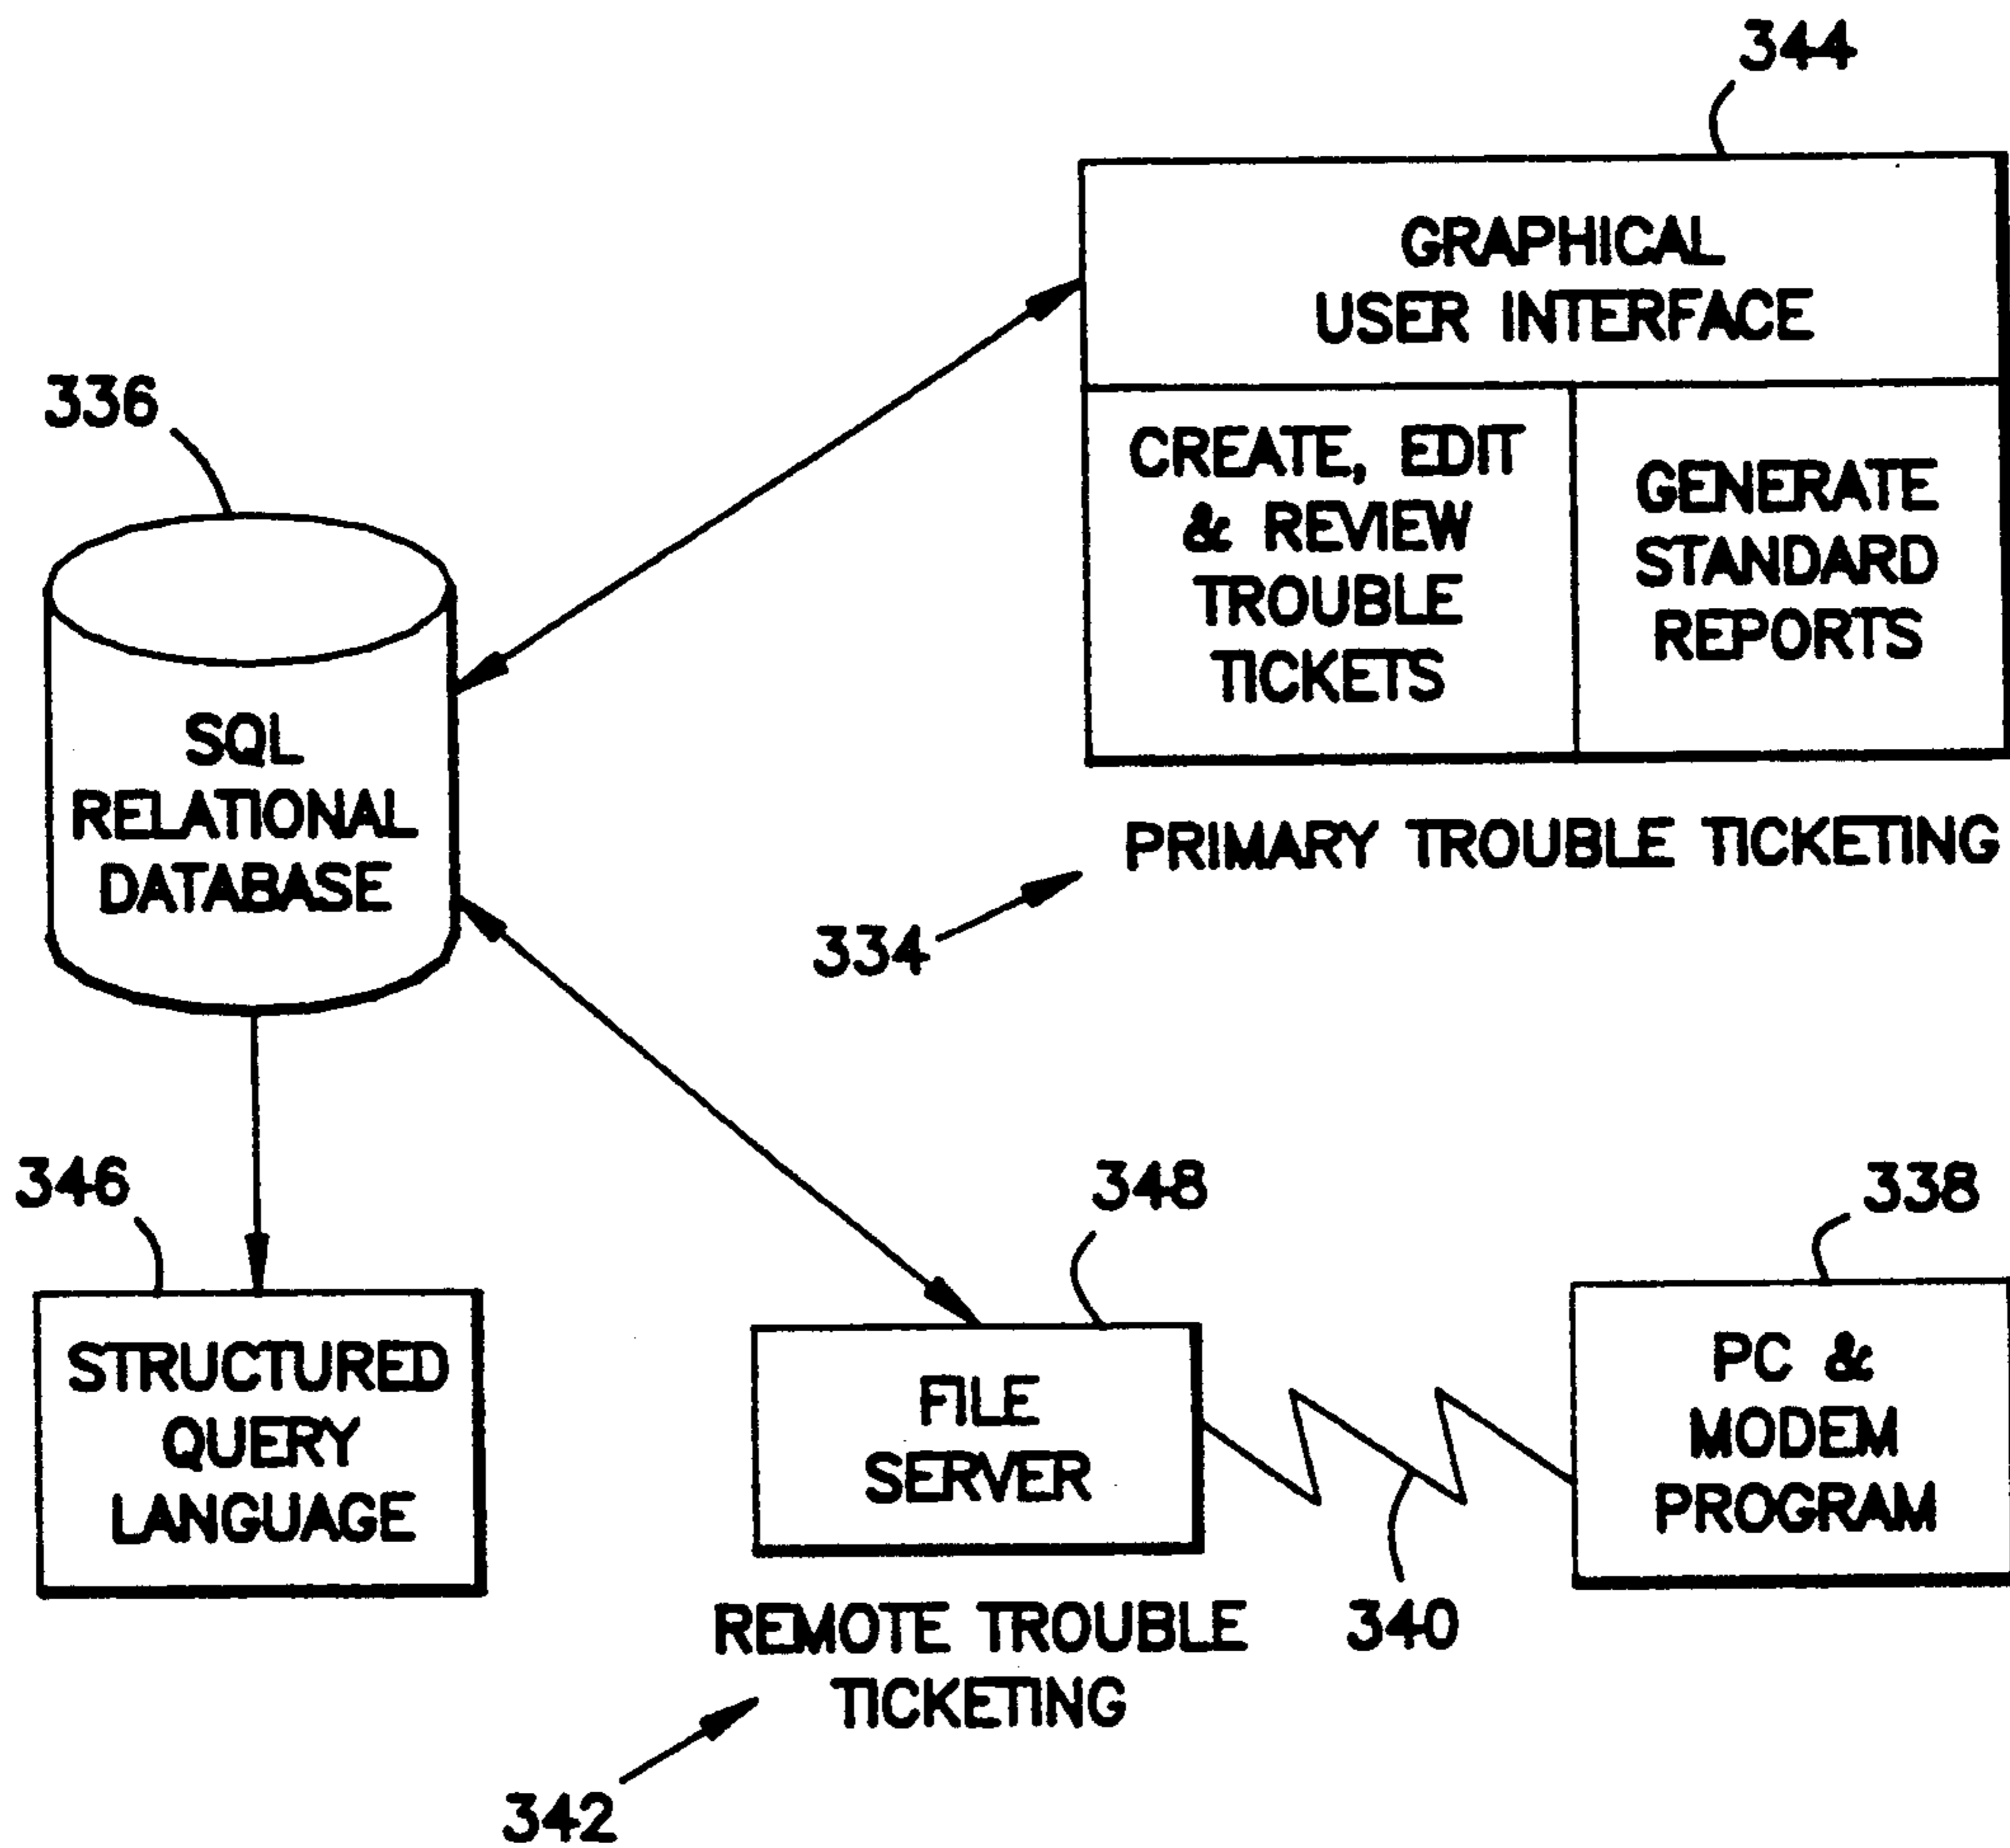 344
GRAPHICAL
USER INTERFACE
CREATE, EDIT
& REVIEW
TROUBLE
TICKETS
GENERATE
STANDARD
REPORTS
PRIMARY TROUBLE TICKETING
334
336
SQL
RELATIONAL
DATABASE
346
STRUCTURED
QUERY
LANGUAGE
348
FILE
SERVER
REMOTE TROUBLE
TICKETING
342
340
338
PC &
MODEM
PROGRAM